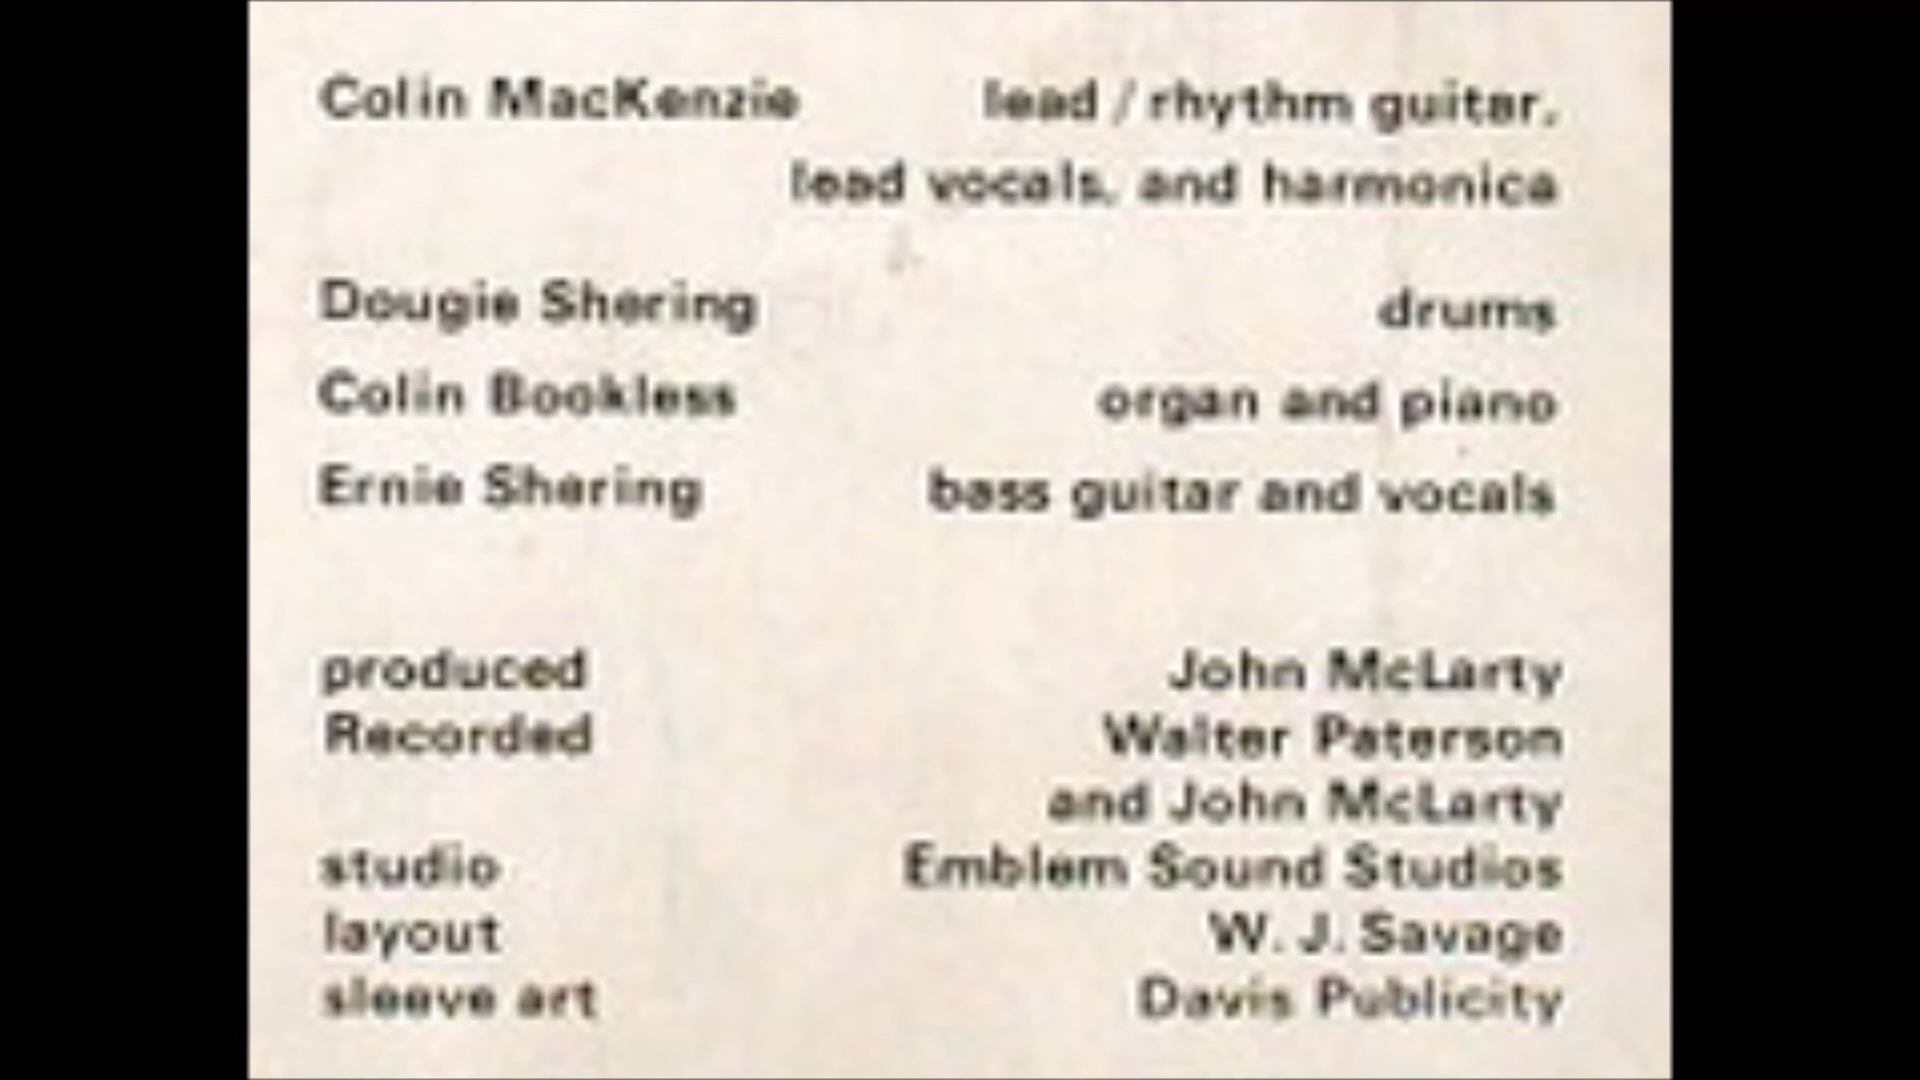 Colin MacKenzie lead / rhythm guitar,
lead vocals, and harmonica
Dougie Shering drums
Colin Bookless organ and piano
Ernie Shering bass guitar and vocals
produced John McLarty
Recorded Walter Paterson
and John McLarty
studio Emblem Sound Studios
layout W. J. Savage
sleeve art Davis Publicity